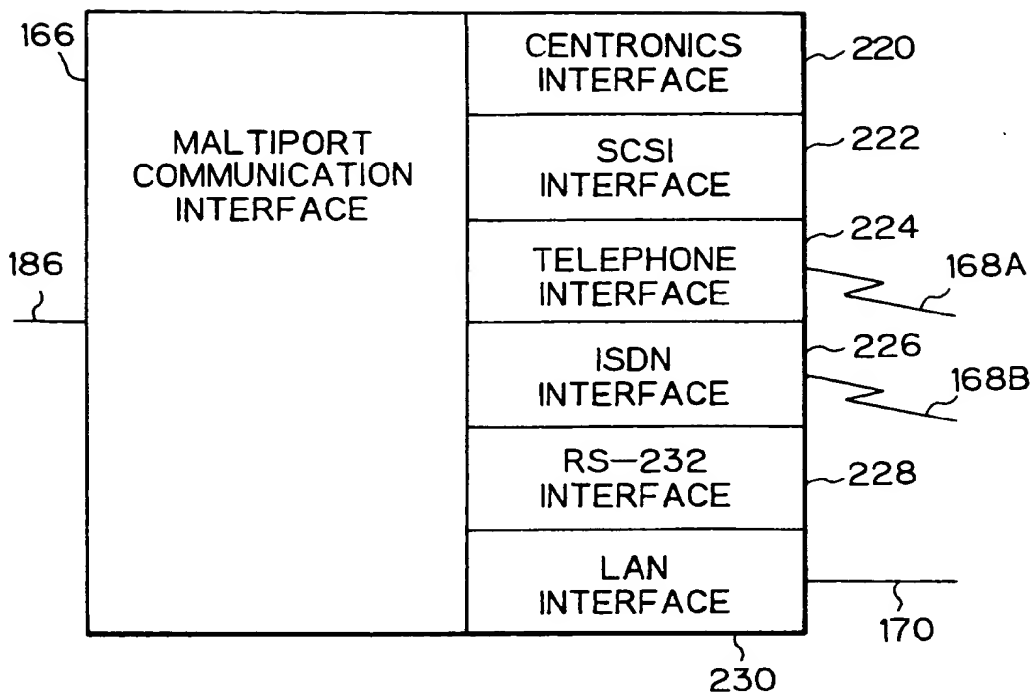 166
MALTIPORT
COMMUNICATION
INTERFACE
186
CENTRONICS
INTERFACE
220
SCSI
INTERFACE
222
TELEPHONE
INTERFACE
224
168A
ISDN
INTERFACE
226
168B
RS-232
INTERFACE
228
LAN
INTERFACE
170
230